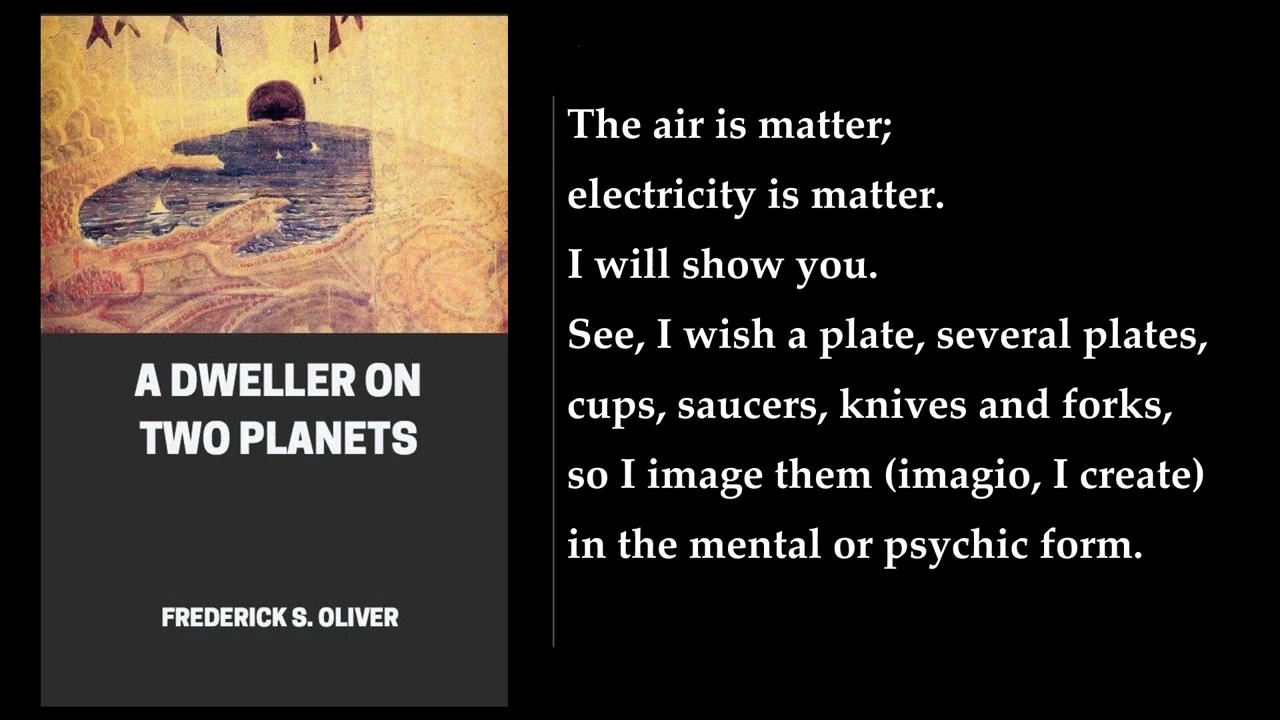 A DWELLER ON
TWO PLANETS
FREDERICK S. OLIVER
The air is matter;
electricity is matter.
I will show you.
See, I wish a plate, several plates,
cups, saucers, knives and forks,
so I image them (imagio, I create)
in the mental or psychic form.